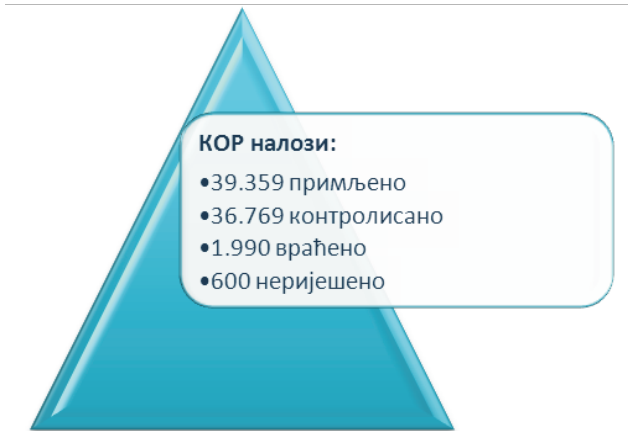 КОР налози:
•39.359 примљено
•36.769 контролисано
•1.990 враћено
•600 неријешено